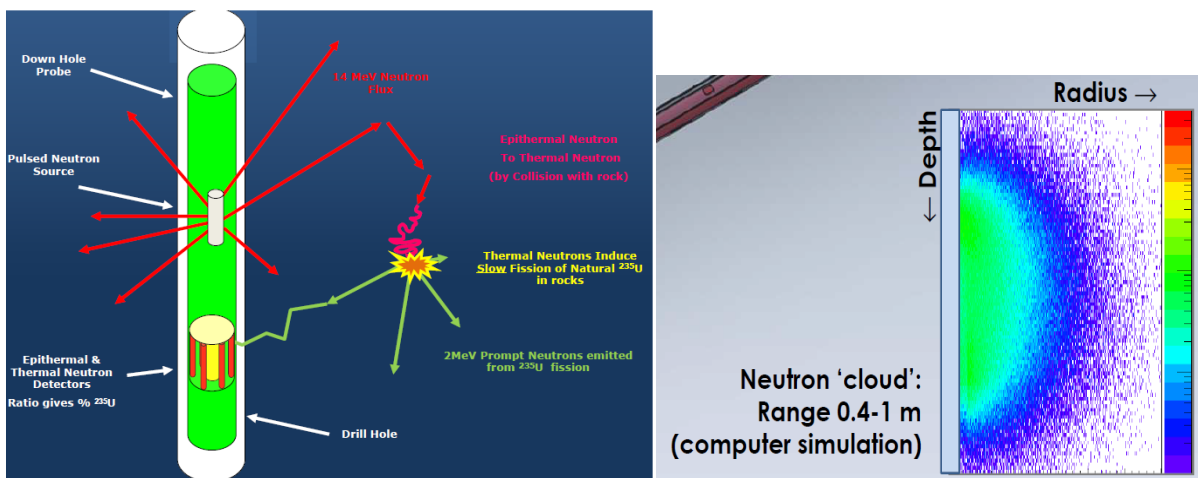 Down Hole
Probe
14 MeV Neutron
Flux
Epithermal Neutron
To Thermal Neutron
(by Collision with rock)
Pulsed Neutron
Source
Thermal Neutrons Induce
Slow Fission of Natural ²³⁵U
in rocks
2MeV Prompt Neutrons emitted
from ²³⁵U fission
Epithermal &
Thermal Neutron
Detectors
Ratio gives % ²³⁵U
Drill Hole
Radius →
← Depth
Neutron ‘cloud’:
Range 0.4-1 m
(computer simulation)